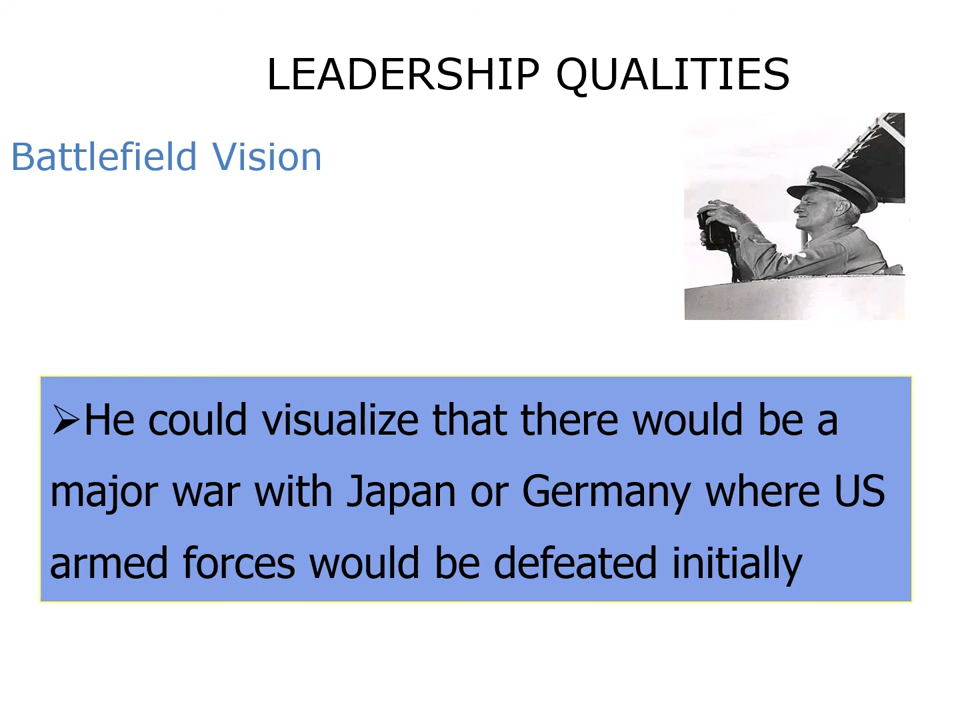 LEADERSHIP QUALITIES
Battlefield Vision
➢He could visualize that there would be a
major war with Japan or Germany where US
armed forces would be defeated initially